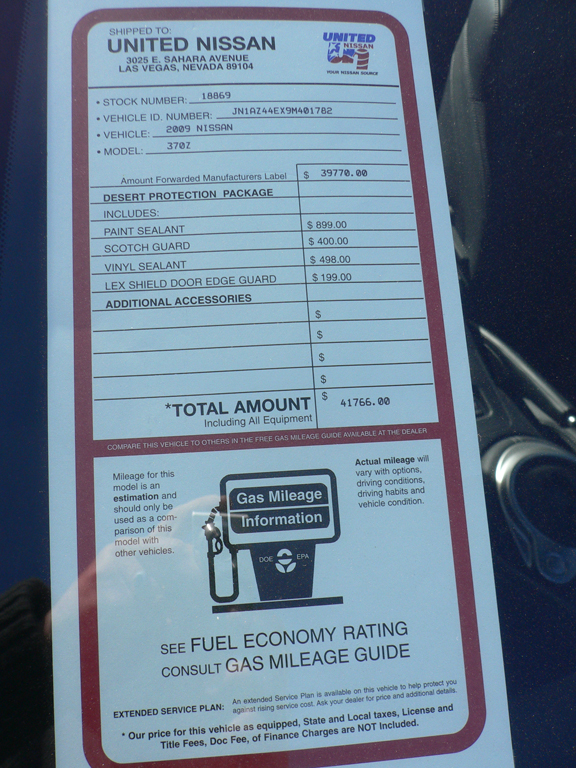 SHIPPED TO:
UNITED NISSAN
3025 E. SAHARA AVENUE
LAS VEGAS, NEVADA 89104
UNITED
NISSAN
YOUR NISSAN SOURCE
• STOCK NUMBER: 18869
• VEHICLE ID. NUMBER: JN1AZ44EX9M401782
• VEHICLE: 2009 NISSAN
• MODEL: 370Z
Amount Forwarded Manufacturers Label $ 39770.00
DESERT PROTECTION PACKAGE
INCLUDES:
PAINT SEALANT $ 899.00
SCOTCH GUARD $ 400.00
VINYL SEALANT $ 498.00
LEX SHIELD DOOR EDGE GUARD $ 199.00
ADDITIONAL ACCESSORIES
$
$
$
$
*TOTAL AMOUNT $ 41766.00
Including All Equipment
COMPARE THIS VEHICLE TO OTHERS IN THE FREE GAS MILEAGE GUIDE AVAILABLE AT THE DEALER
Mileage for this
model is an
estimation and
should only be
used as a com-
parison of this
model with
other vehicles.
Gas Mileage
Information
DOE EPA
Actual mileage will
vary with options,
driving conditions,
driving habits and
vehicle condition.
SEE FUEL ECONOMY RATING
CONSULT GAS MILEAGE GUIDE
EXTENDED SERVICE PLAN: An extended Service Plan is available on this vehicle to help protect you
against rising service cost. Ask your dealer for price and additional details.
* Our price for this vehicle as equipped, State and Local taxes, License and
Title Fees, Doc Fee, of Finance Charges are NOT Included.